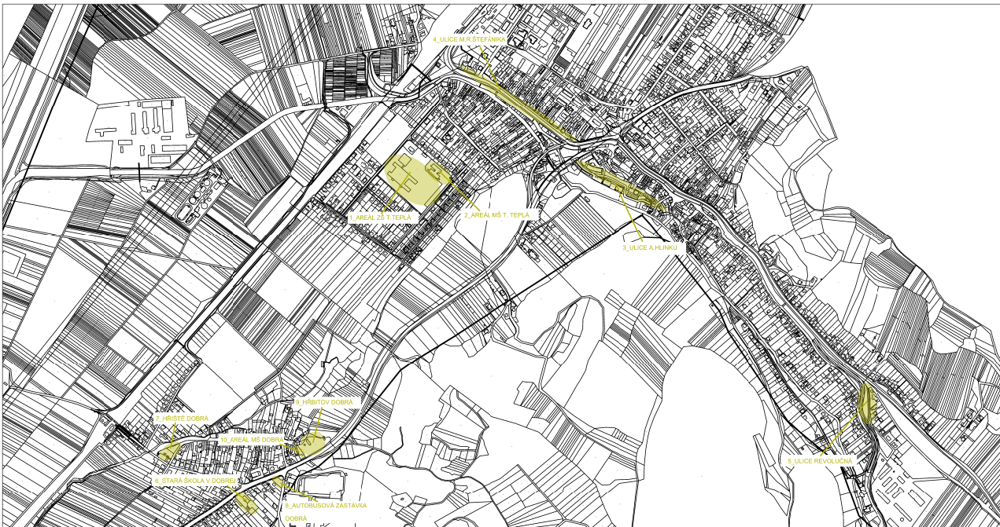 4_ULICE M.R.ŠTEFÁNIKA
1_AREÁL ZŠ T.TEPLÁ
2_AREÁL MŠ T. TEPLÁ
3_ULICE A.HLINKU
9_HŘBITOV DOBRÁ
7_HRISTĚ DOBRÁ
10_AREÁL MŠ DOBRÁ
5_ULICE REVOLUČNÁ
6_STARÁ ŠKOLA V DOBREJ
8_AUTOBUSOVÁ ZASTÁVKA
DOBRÁ